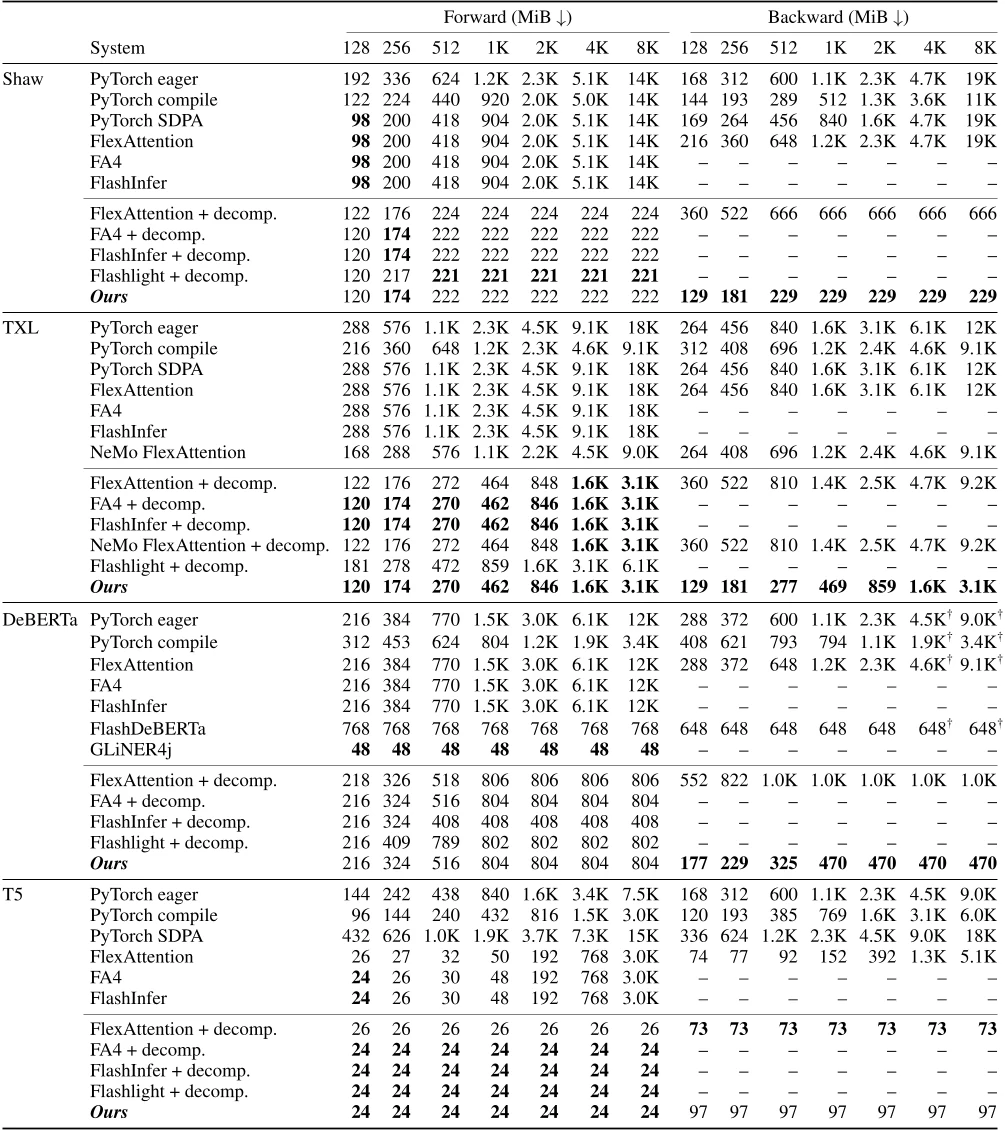 Forward (MiB ↓) Backward (MiB ↓)
System 128 256 512 1K 2K 4K 8K 128 256 512 1K 2K 4K 8K
Shaw PyTorch eager 192 336 624 1.2K 2.3K 5.1K 14K 168 312 600 1.1K 2.3K 4.7K 19K
PyTorch compile 122 224 440 920 2.0K 5.0K 14K 144 193 289 512 1.3K 3.6K 11K
PyTorch SDPA 98 200 418 904 2.0K 5.1K 14K 169 264 456 840 1.6K 4.7K 19K
FlexAttention 98 200 418 904 2.0K 5.1K 14K 216 360 648 1.2K 2.3K 4.7K 19K
FA4 98 200 418 904 2.0K 5.1K 14K – – – – – – –
FlashInfer 98 200 418 904 2.0K 5.1K 14K – – – – – – –
FlexAttention + decomp. 122 176 224 224 224 224 224 360 522 666 666 666 666 666
FA4 + decomp. 120 174 222 222 222 222 222 – – – – – – –
FlashInfer + decomp. 120 174 222 222 222 222 222 – – – – – – –
Flashlight + decomp. 120 217 221 221 221 221 221 – – – – – – –
Ours 120 174 222 222 222 222 222 129 181 229 229 229 229 229
TXL PyTorch eager 288 576 1.1K 2.3K 4.5K 9.1K 18K 264 456 840 1.6K 3.1K 6.1K 12K
PyTorch compile 216 360 648 1.2K 2.3K 4.6K 9.1K 312 408 696 1.2K 2.4K 4.6K 9.1K
PyTorch SDPA 288 576 1.1K 2.3K 4.5K 9.1K 18K 264 456 840 1.6K 3.1K 6.1K 12K
FlexAttention 288 576 1.1K 2.3K 4.5K 9.1K 18K 264 456 840 1.6K 3.1K 6.1K 12K
FA4 288 576 1.1K 2.3K 4.5K 9.1K 18K – – – – – – –
FlashInfer 288 576 1.1K 2.3K 4.5K 9.1K 18K – – – – – – –
NeMo FlexAttention 168 288 576 1.1K 2.2K 4.5K 9.0K 264 408 696 1.2K 2.4K 4.6K 9.1K
FlexAttention + decomp. 122 176 272 464 848 1.6K 3.1K 360 522 810 1.4K 2.5K 4.7K 9.2K
FA4 + decomp. 120 174 270 462 846 1.6K 3.1K – – – – – – –
FlashInfer + decomp. 120 174 270 462 846 1.6K 3.1K – – – – – – –
NeMo FlexAttention + decomp. 122 176 272 464 848 1.6K 3.1K 360 522 810 1.4K 2.5K 4.7K 9.2K
Flashlight + decomp. 181 278 472 859 1.6K 3.1K 6.1K – – – – – – –
Ours 120 174 270 462 846 1.6K 3.1K 129 181 277 469 859 1.6K 3.1K
DeBERTa PyTorch eager 216 384 770 1.5K 3.0K 6.1K 12K 288 372 600 1.1K 2.3K 4.5K† 9.0K†
PyTorch compile 312 453 624 804 1.2K 1.9K 3.4K 408 621 793 794 1.1K 1.9K† 3.4K†
FlexAttention 216 384 770 1.5K 3.0K 6.1K 12K 288 372 648 1.2K 2.3K 4.6K† 9.1K†
FA4 216 384 770 1.5K 3.0K 6.1K 12K – – – – – – –
FlashInfer 216 384 770 1.5K 3.0K 6.1K 12K – – – – – – –
FlashDeBERTa 768 768 768 768 768 768 768 648 648 648 648 648 648† 648†
GLiNER4j 48 48 48 48 48 48 48 – – – – – – –
FlexAttention + decomp. 218 326 518 806 806 806 806 552 822 1.0K 1.0K 1.0K 1.0K 1.0K
FA4 + decomp. 216 324 516 804 804 804 804 – – – – – – –
FlashInfer + decomp. 216 324 408 408 408 408 408 – – – – – – –
Flashlight + decomp. 216 409 789 802 802 802 802 – – – – – – –
Ours 216 324 516 804 804 804 804 177 229 325 470 470 470 470
T5 PyTorch eager 144 242 438 840 1.6K 3.4K 7.5K 168 312 600 1.1K 2.3K 4.5K 9.0K
PyTorch compile 96 144 240 432 816 1.5K 3.0K 120 193 385 769 1.6K 3.1K 6.0K
PyTorch SDPA 432 626 1.0K 1.9K 3.7K 7.3K 15K 336 624 1.2K 2.3K 4.5K 9.0K 18K
FlexAttention 26 27 32 50 192 768 3.0K 74 77 92 152 392 1.3K 5.1K
FA4 24 26 30 48 192 768 3.0K – – – – – – –
FlashInfer 24 26 30 48 192 768 3.0K – – – – – – –
FlexAttention + decomp. 26 26 26 26 26 26 26 73 73 73 73 73 73 73
FA4 + decomp. 24 24 24 24 24 24 24 – – – – – – –
FlashInfer + decomp. 24 24 24 24 24 24 24 – – – – – – –
Flashlight + decomp. 24 24 24 24 24 24 24 – – – – – – –
Ours 24 24 24 24 24 24 24 97 97 97 97 97 97 97